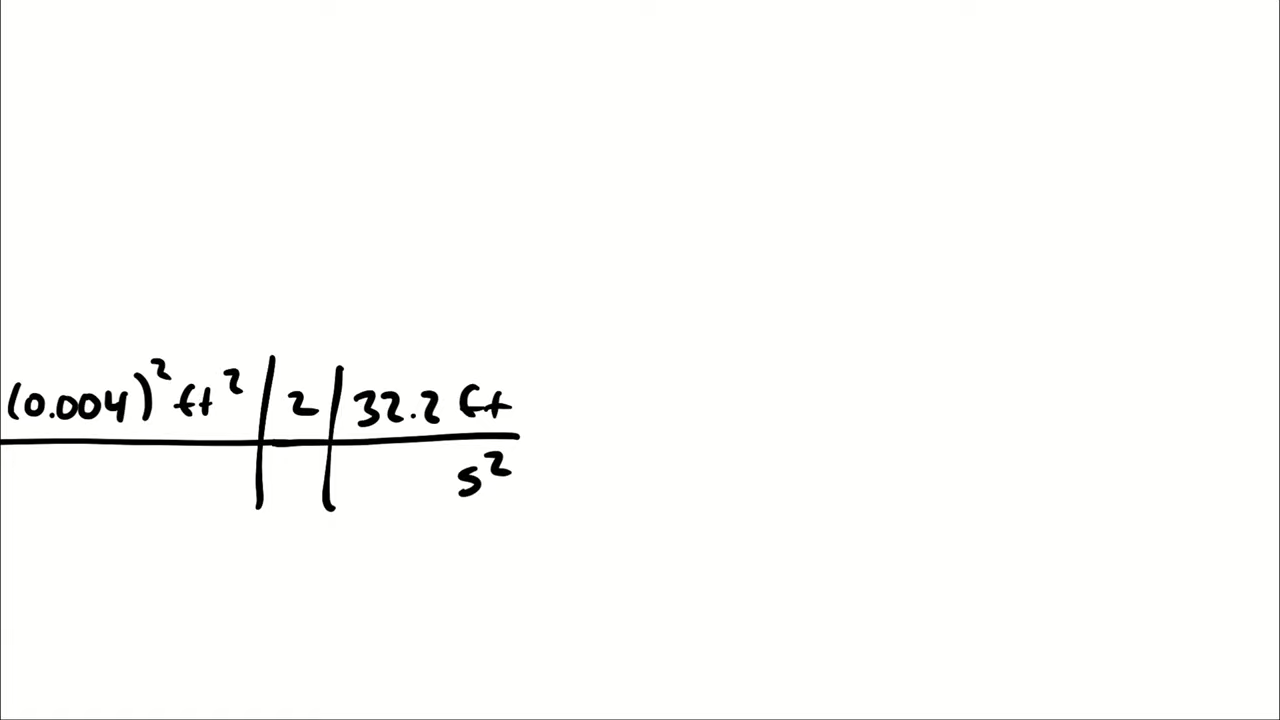 (0.004)² ft² | 2 | 32.2 ft
s²